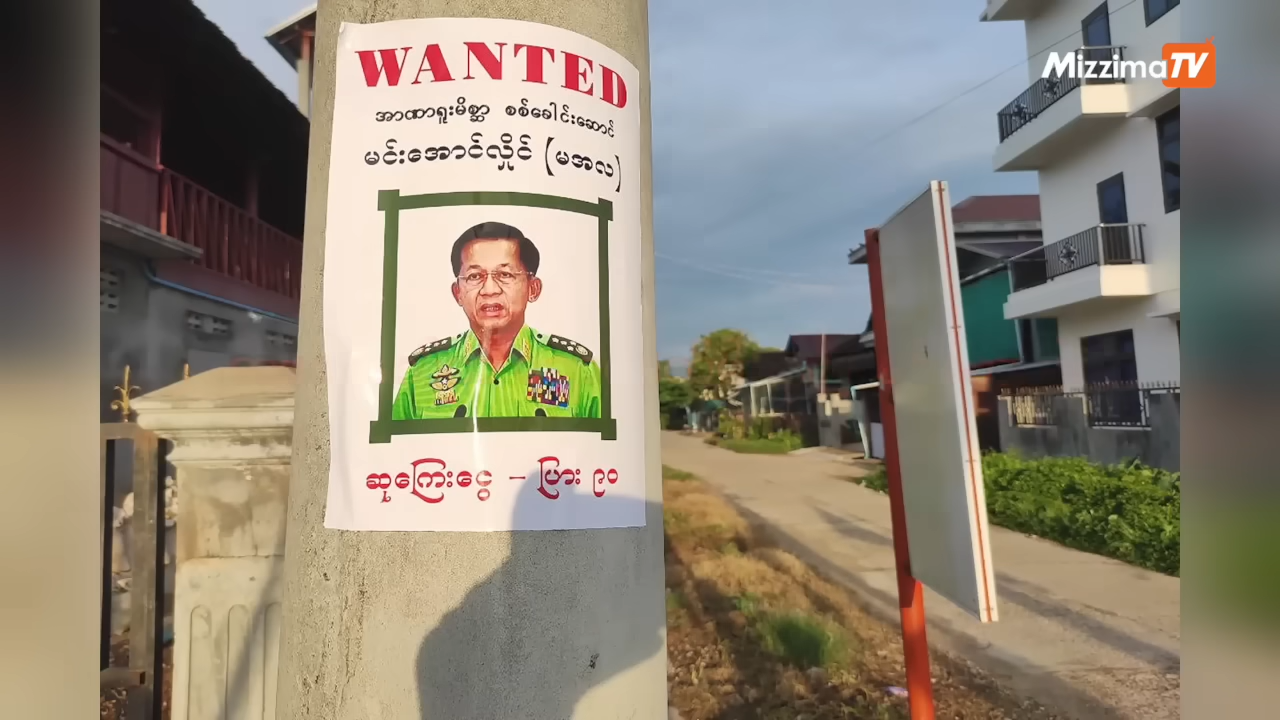 MizzimaTV
WANTED
အာဏာရူးမိစ္ဆာ စစ်ခေါင်းဆောင်
မင်းအောင်လှိုင် (မအလ)
ဆုကြေးငွေ - ပြား ၉၀